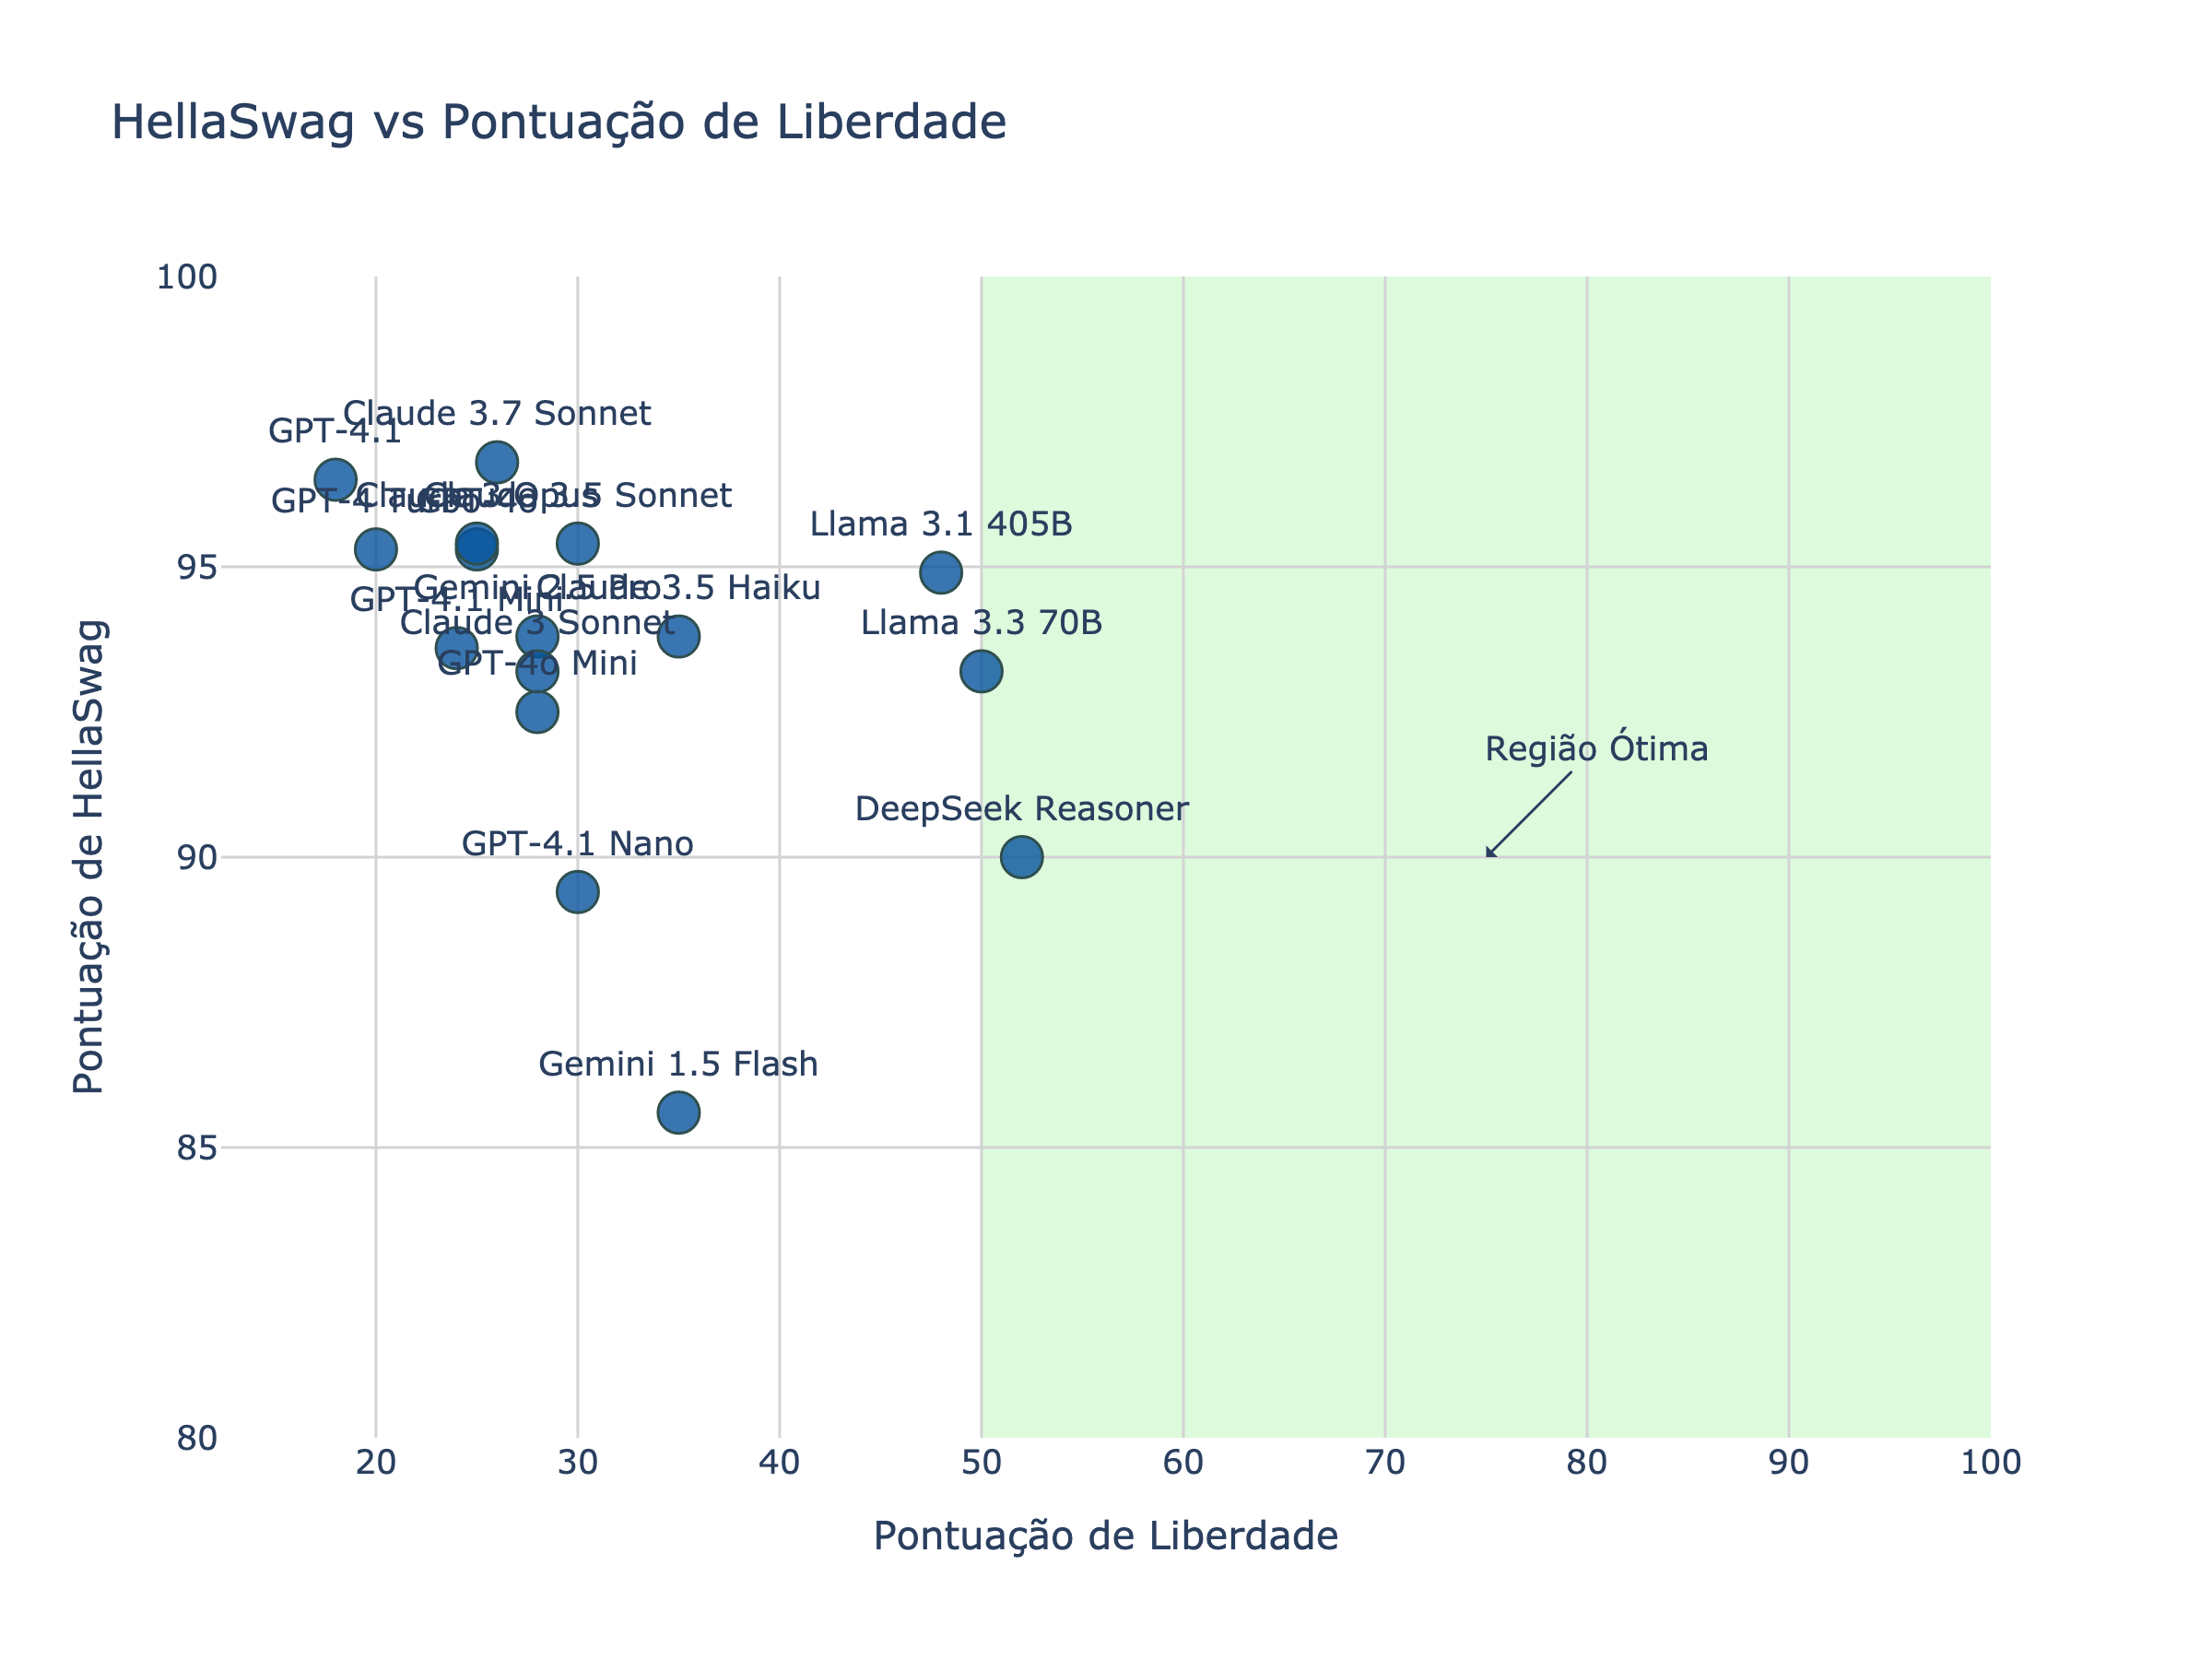 HellaSwag vs Pontuação de Liberdade
100
95
90
85
80
Pontuação de HellaSwag
Claude 3.7 Sonnet
GPT-4.1
GPT-4 Turbo
Claude 3 Opus
GPT-4o
Claude 3.5 Sonnet
Llama 3.1 405B
Gemini 2.5 Pro
Claude 3.5 Haiku
GPT-4.1 Mini
Claude 3 Sonnet
Llama 3.3 70B
GPT-4o Mini
Região Ótima
DeepSeek Reasoner
GPT-4.1 Nano
Gemini 1.5 Flash
20 30 40 50 60 70 80 90 100
Pontuação de Liberdade